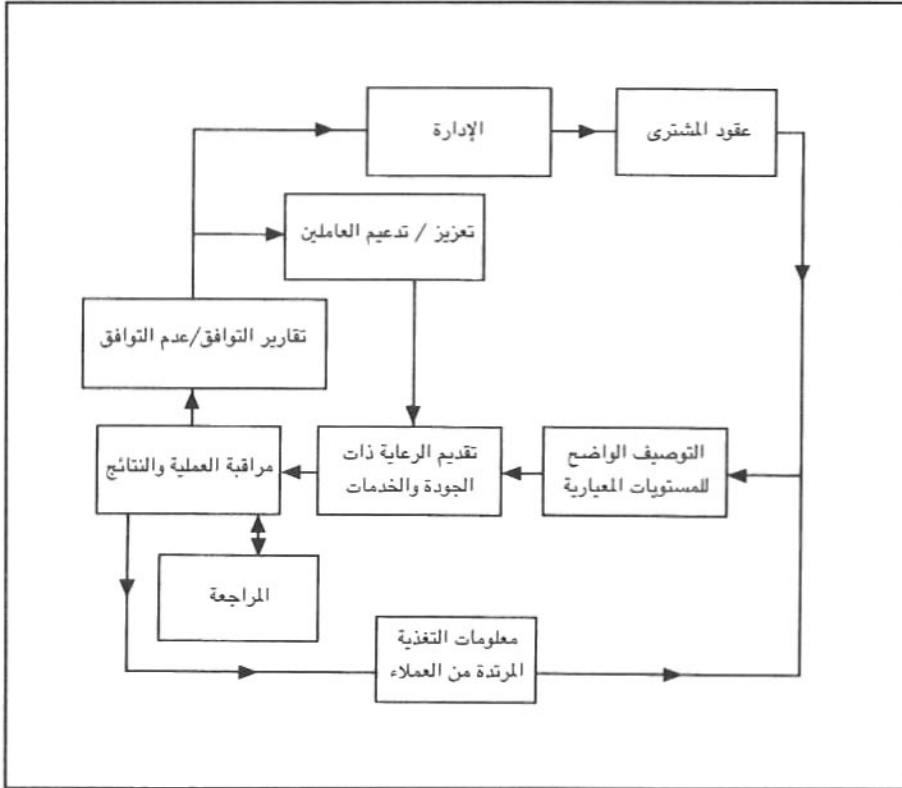 الإدارة
عقود المشترى
تعزيز / تدعيم العاملين
تقارير التوافق/عدم التوافق
التوصيف الواضح
للمستويات المعيارية
تقديم الرعاية ذات
الجودة والخدمات
مراقبة العملية والنتائج
المراجعة
معلومات التغذية
المرتدة من العملاء